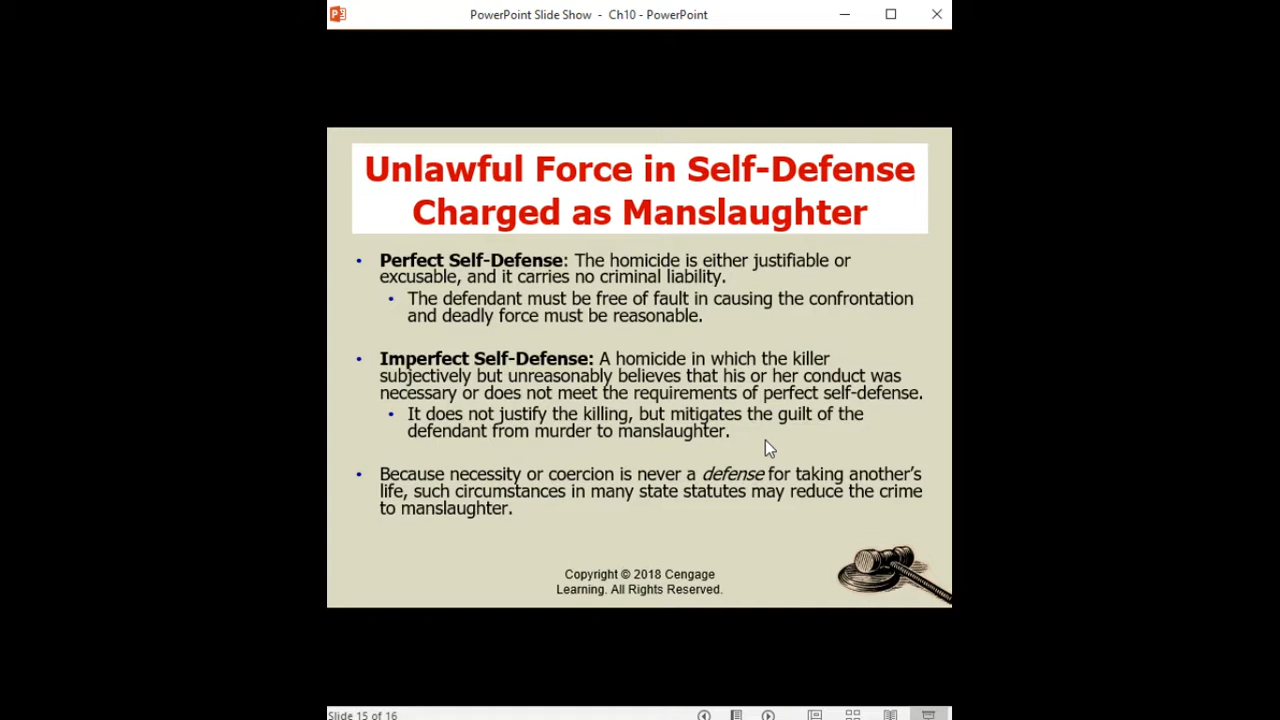 PowerPoint Slide Show - Ch10 - PowerPoint
Unlawful Force in Self-Defense
Charged as Manslaughter
• Perfect Self-Defense: The homicide is either justifiable or
excusable, and it carries no criminal liability.
• The defendant must be free of fault in causing the confrontation
and deadly force must be reasonable.
• Imperfect Self-Defense: A homicide in which the killer
subjectively but unreasonably believes that his or her conduct was
necessary or does not meet the requirements of perfect self-defense.
• It does not justify the killing, but mitigates the guilt of the
defendant from murder to manslaughter.
• Because necessity or coercion is never a defense for taking another's
life, such circumstances in many state statutes may reduce the crime
to manslaughter.
Copyright © 2018 Cengage
Learning. All Rights Reserved.
Slide 15 of 16